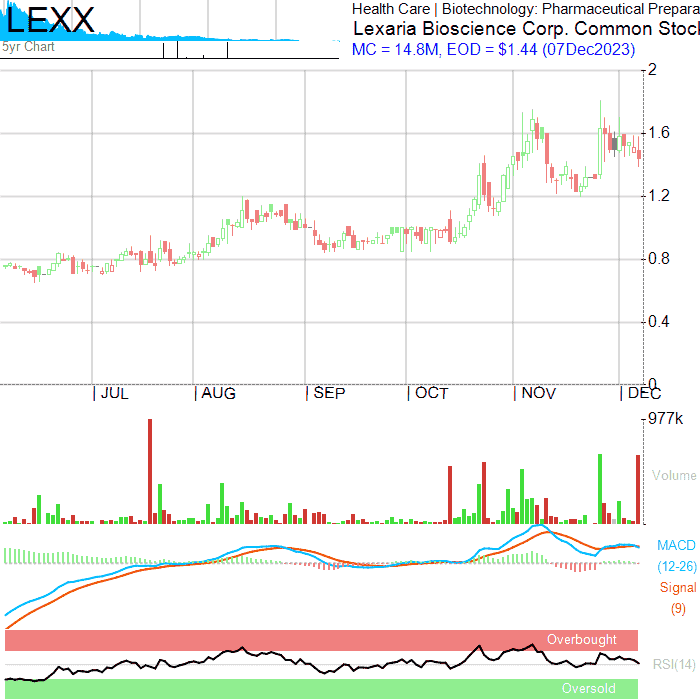 LEXX
5yr Chart
Health Care | Biotechnology: Pharmaceutical Prepara
Lexaria Bioscience Corp. Common Stoc
MC = 14.8M, EOD = $1.44 (07Dec2023)
2
1.6
1.2
0.8
0.4
0
JUL AUG SEP OCT NOV DEC
977k
Volume
MACD
(12-26)
Signal
(9)
Overbought
RSI(14)
Oversold